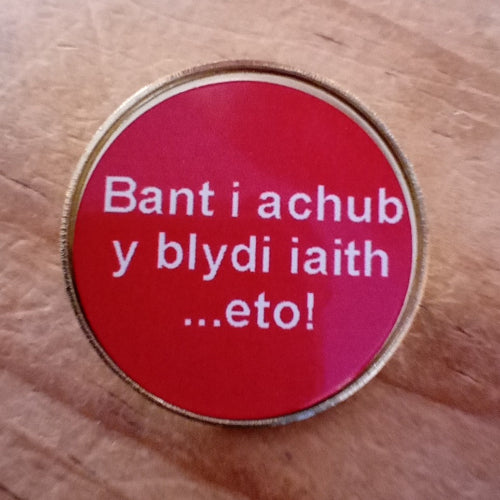 Bant i achub
y blydi iaith
...eto!